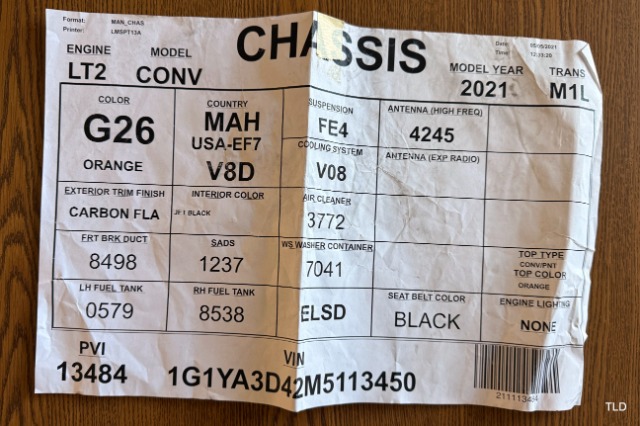 Format: MAN_CHAS
Printer: LMSPT13A
CHASSIS
Date:
Time:
ENGINE
LT2
MODEL
CONV
MODEL YEAR
2021
TRANS
M1L
COLOR
G26
ORANGE
COUNTRY
MAH
USA-EF7
V8D
SUSPENSION
FE4
COOLING SYSTEM
V08
ANTENNA (HIGH FREQ)
4245
ANTENNA (EXP RADIO)
EXTERIOR TRIM FINISH
CARBON FLA
INTERIOR COLOR
JF1 BLACK
AIR CLEANER
3772
FRT BRK DUCT
8498
SADS
1237
WS WASHER CONTAINER
7041
TOP TYPE
CONV/PNT
TOP COLOR
ORANGE
LH FUEL TANK
0579
RH FUEL TANK
8538
ELSD
SEAT BELT COLOR
BLACK
ENGINE LIGHTING
NONE
PVI
13484
VIN
1G1YA3D42M5113450
TLD